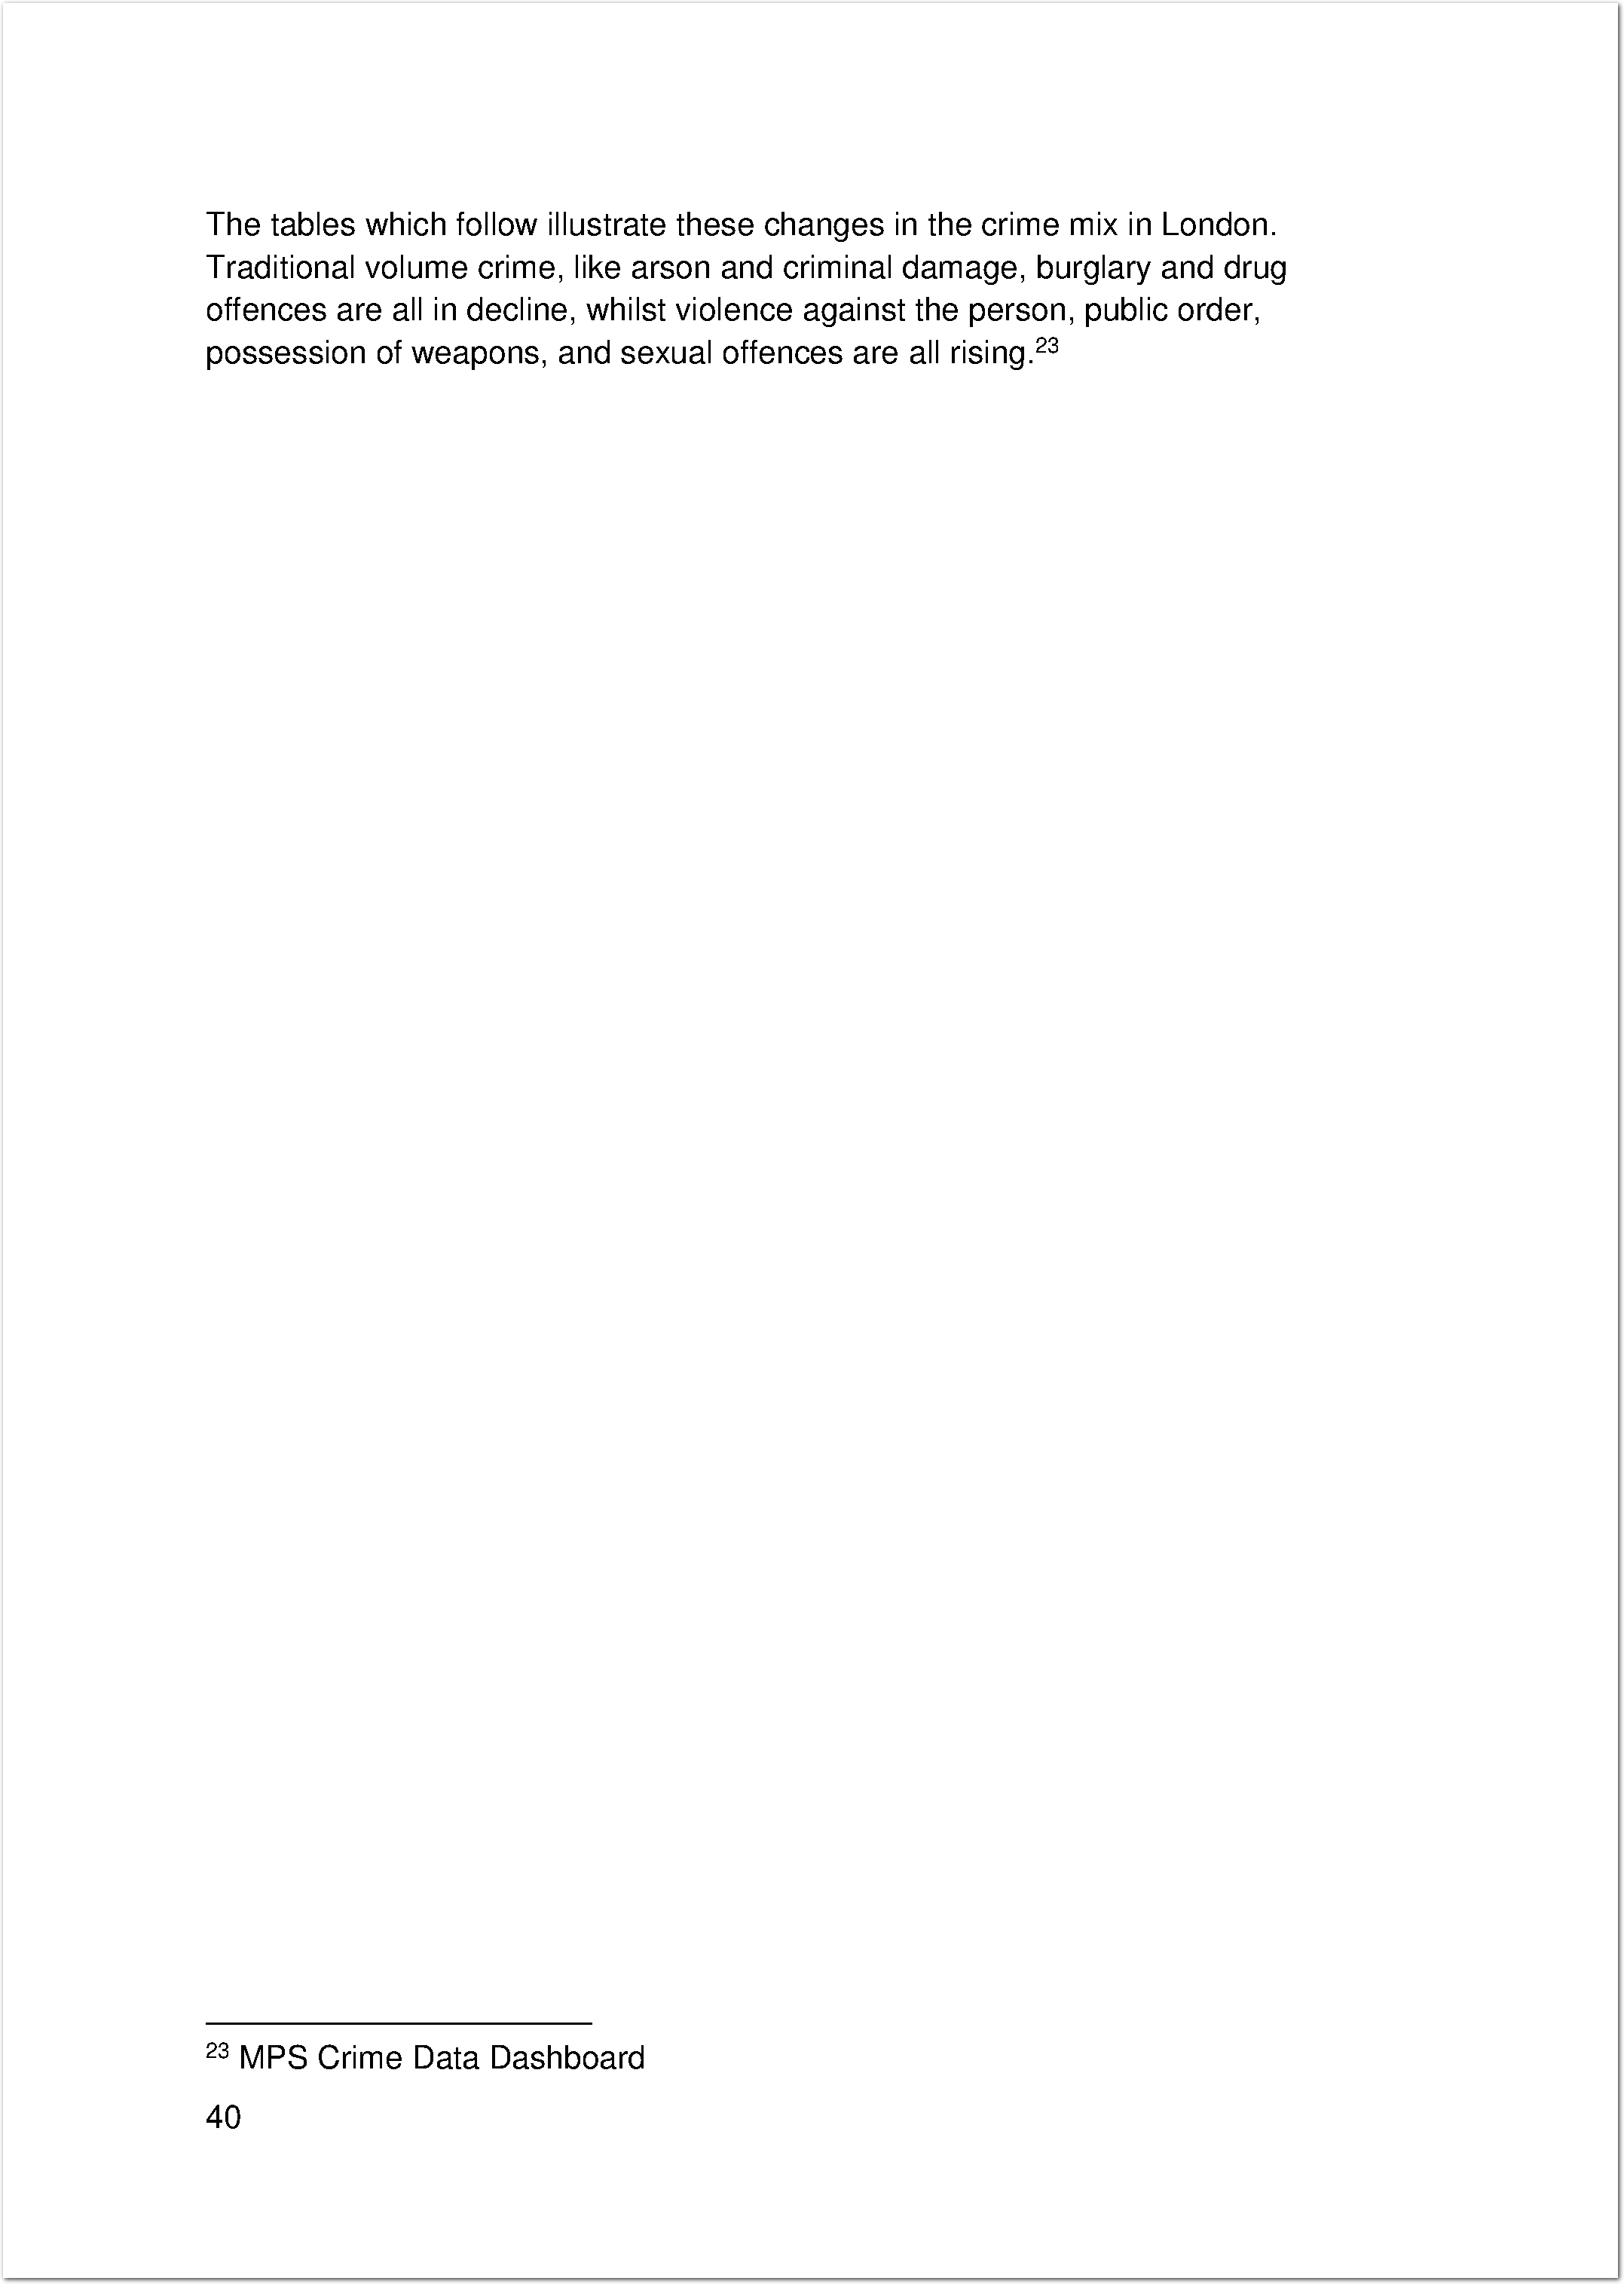 The tables which follow illustrate these changes in the crime mix in London.
Traditional volume crime, like arson and criminal damage, burglary and drug
offences are all in decline, whilst violence against the person, public order,
possession of weapons, and sexual offences are all rising.23
23 MPS Crime Data Dashboard
40